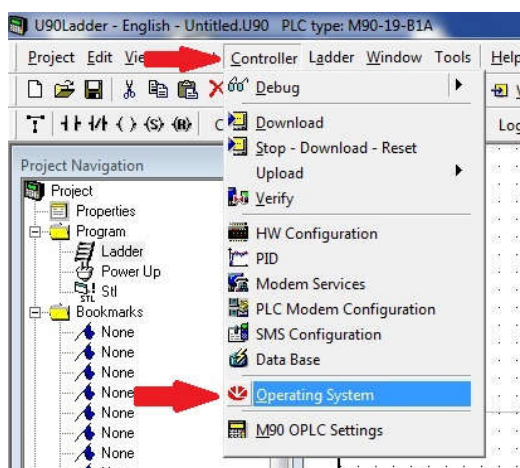 U90Ladder - English - Untitled.U90 PLC type: M90-19-B1A
Project Edit Controller Ladder Window Tools Help
Debug
Download
Stop - Download - Reset
Upload
Verify
HW Configuration
PID
Modem Services
PLC Modem Configuration
SMS Configuration
Data Base
Operating System
M90 OPLC Settings
Project Navigation
Project
Properties
Program
Ladder
Power Up
Stl
STL
Bookmarks
None
None
None
None
None
None
None